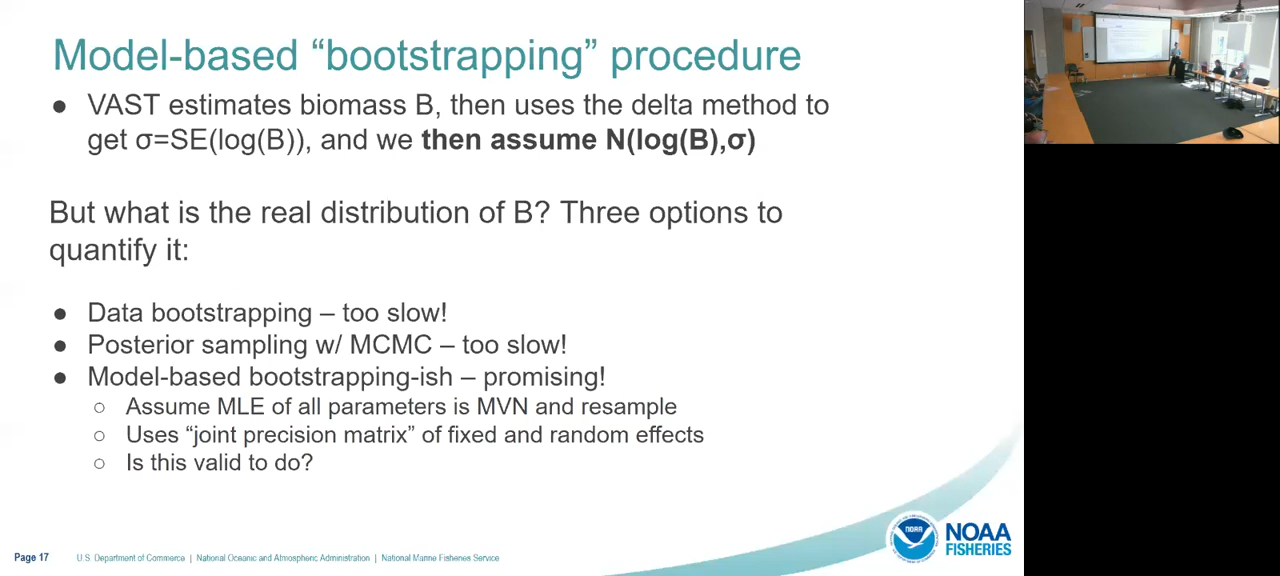 Model-based “bootstrapping” procedure
● VAST estimates biomass B, then uses the delta method to
get σ=SE(log(B)), and we then assume N(log(B),σ)
But what is the real distribution of B? Three options to
quantify it:
● Data bootstrapping – too slow!
● Posterior sampling w/ MCMC – too slow!
● Model-based bootstrapping-ish – promising!
○ Assume MLE of all parameters is MVN and resample
○ Uses “joint precision matrix” of fixed and random effects
○ Is this valid to do?
Page 17 U.S. Department of Commerce | National Oceanic and Atmospheric Administration | National Marine Fisheries Service
NOAA
NOAA
FISHERIES